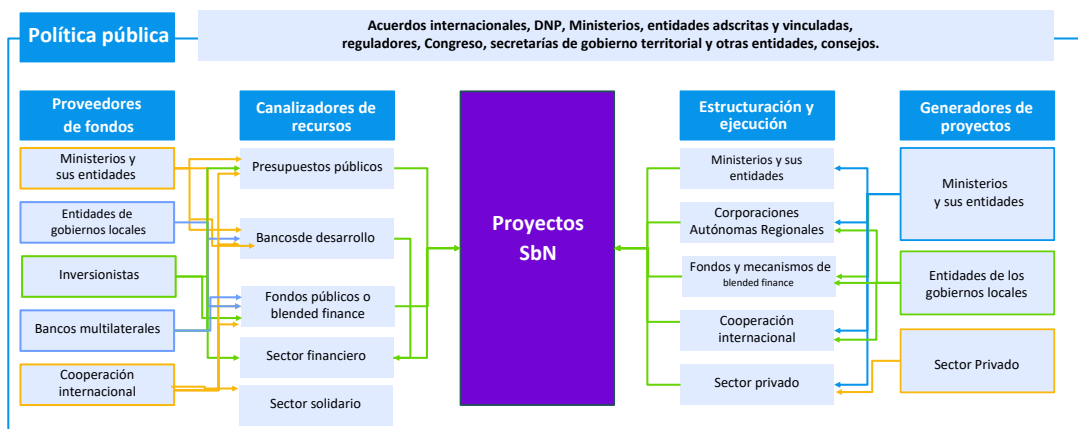 Política pública
Acuerdos internacionales, DNP, Ministerios, entidades adscritas y vinculadas,
reguladores, Congreso, secretarías de gobierno territorial y otras entidades, consejos.
Proveedores
de fondos
Ministerios y
sus entidades
Entidades de
gobiernos locales
Inversionistas
Bancos multilaterales
Cooperación
internacional
Canalizadores de
recursos
Presupuestos públicos
Bancosde desarrollo
Fondos públicos o
blended finance
Sector financiero
Sector solidario
Proyectos
SbN
Estructuración y
ejecución
Ministerios y sus
entidades
Corporaciones
Autónomas Regionales
Fondos y mecanismos de
blended finance
Cooperación
internacional
Sector privado
Generadores de
proyectos
Ministerios
y sus entidades
Entidades de los
gobiernos locales
Sector Privado